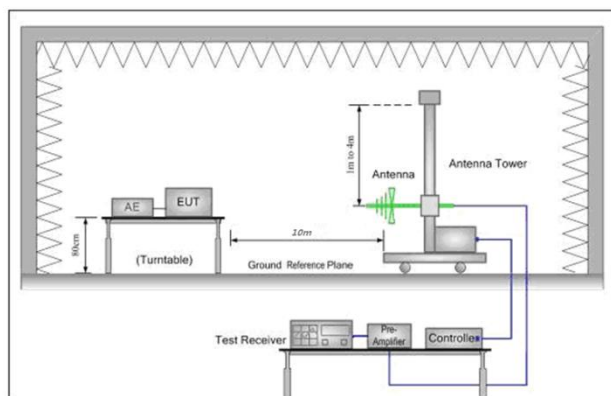 1m to 4m
Antenna
Antenna Tower
AE
EUT
80cm
10m
(Turntable)
Ground Reference Plane
Test Receiver
Pre-
Amplifier
Controller